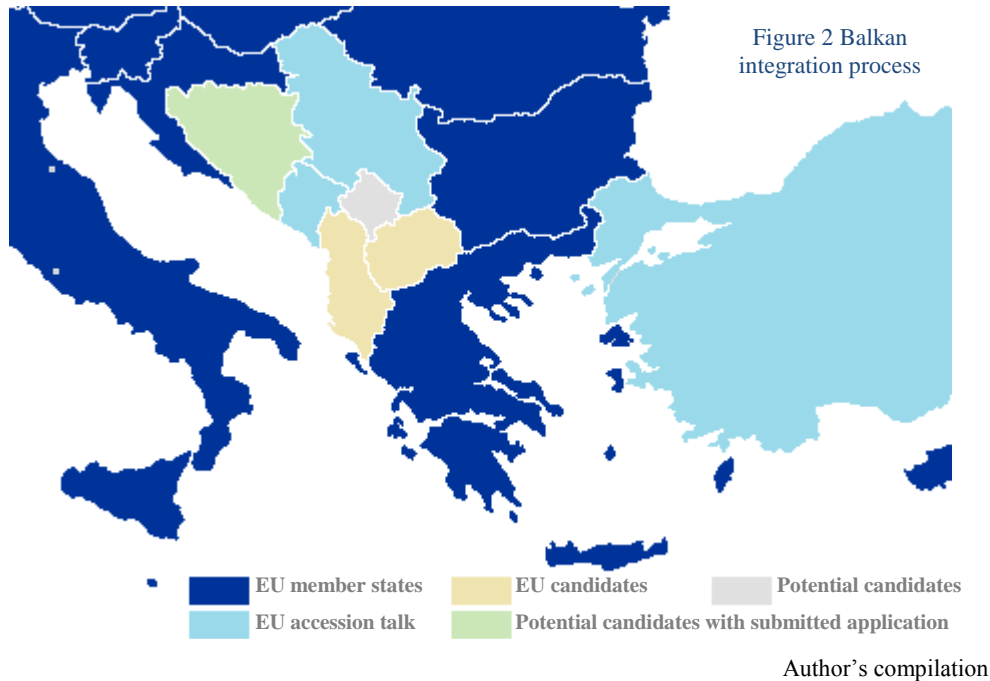 Figure 2 Balkan
integration process
EU member states
EU candidates
Potential candidates
EU accession talk
Potential candidates with submitted application
Author’s compilation